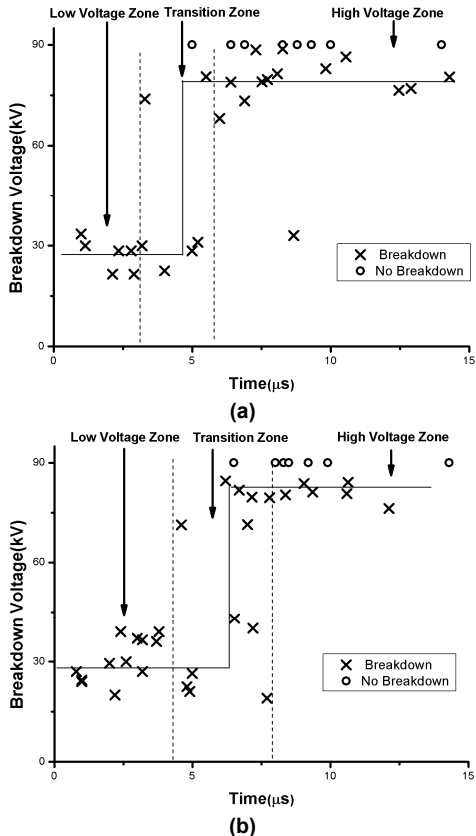 Low Voltage Zone
Transition Zone
High Voltage Zone
90
60
30
0
Breakdown Voltage(kV)
Breakdown
No Breakdown
0
5
10
15
Time(μs)
(a)
Low Voltage Zone
Transition Zone
High Voltage Zone
90
60
30
0
Breakdown Voltage(kV)
Breakdown
No Breakdown
0
5
10
15
Time(μs)
(b)